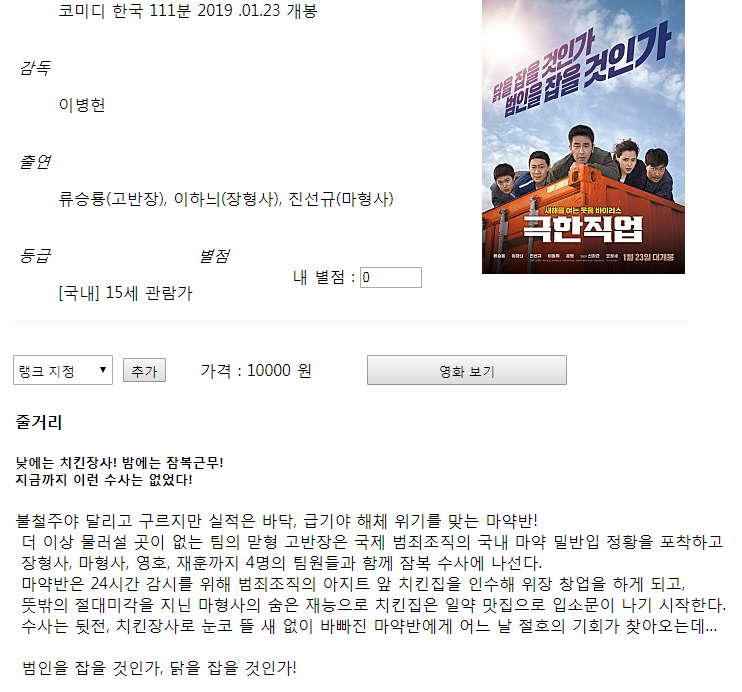 코미디 한국 111분 2019 .01.23 개봉
감독
이병헌
출연
류승룡(고반장), 이하늬(장형사), 진선규(마형사)
등급 별점
내 별점 : 0
[국내] 15세 관람가
닭을 잡을 것인가
범인을 잡을 것인가
새해를 여는 웃음 바이러스
극한직업
류승룡 이하늬 진선규 이동휘 공명
1월 23일 대개봉
랭크 지정 추가 가격 : 10000 원 영화 보기
줄거리
낮에는 치킨장사! 밤에는 잠복근무!
지금까지 이런 수사는 없었다!
불철주야 달리고 구르지만 실적은 바닥, 급기야 해체 위기를 맞는 마약반!
더 이상 물러설 곳이 없는 팀의 맏형 고반장은 국제 범죄조직의 국내 마약 밀반입 정황을 포착하고
장형사, 마형사, 영호, 재훈까지 4명의 팀원들과 함께 잠복 수사에 나선다.
마약반은 24시간 감시를 위해 범죄조직의 아지트 앞 치킨집을 인수해 위장 창업을 하게 되고,
뜻밖의 절대미각을 지닌 마형사의 숨은 재능으로 치킨집은 일약 맛집으로 입소문이 나기 시작한다.
수사는 뒷전, 치킨장사로 눈코 뜰 새 없이 바빠진 마약반에게 어느 날 절호의 기회가 찾아오는데...
범인을 잡을 것인가, 닭을 잡을 것인가!